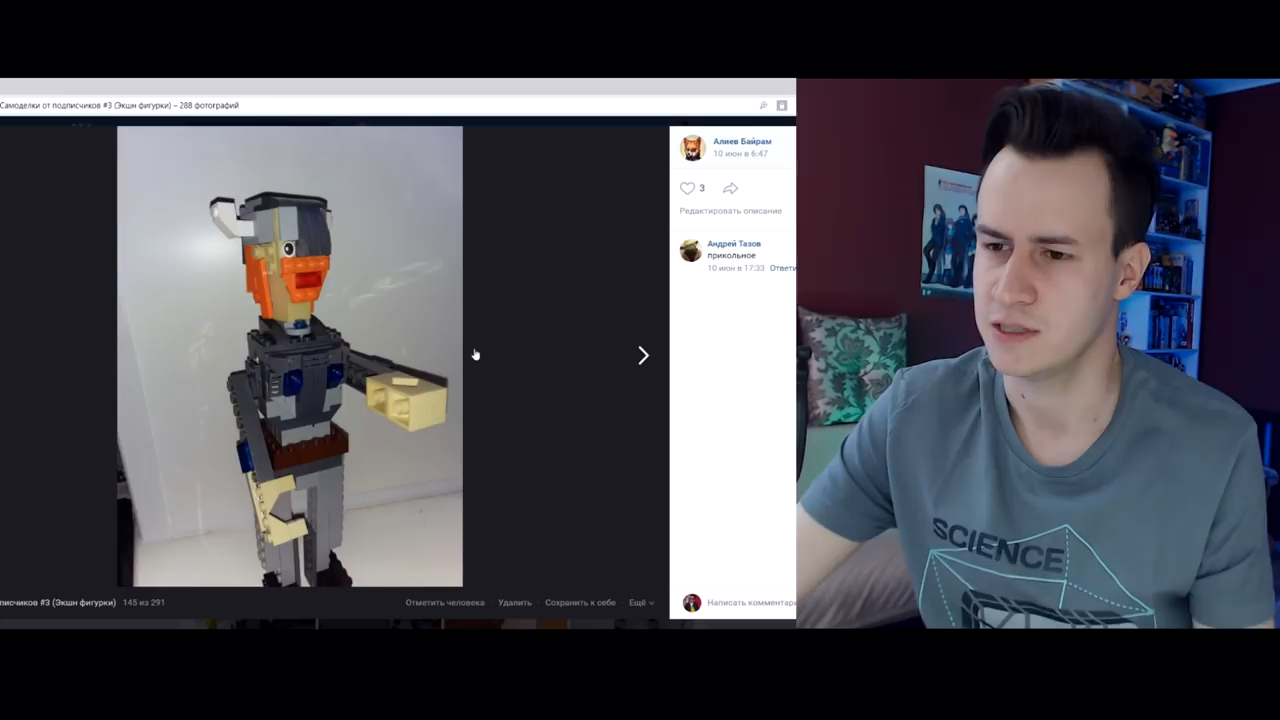 Самоделки от подписчиков #3 (Экшн фигурки) – 288 фотографий
Алиев Байрам
10 июн в 6:47
3
Редактировать описание
Андрей Тазов
прикольное
10 июн в 17:33 Ответи
писчиков #3 (Экшн фигурки) 145 из 291
Отметить человека · Удалить · Сохранить к себе Ещё
Написать комментари
SCIENCE